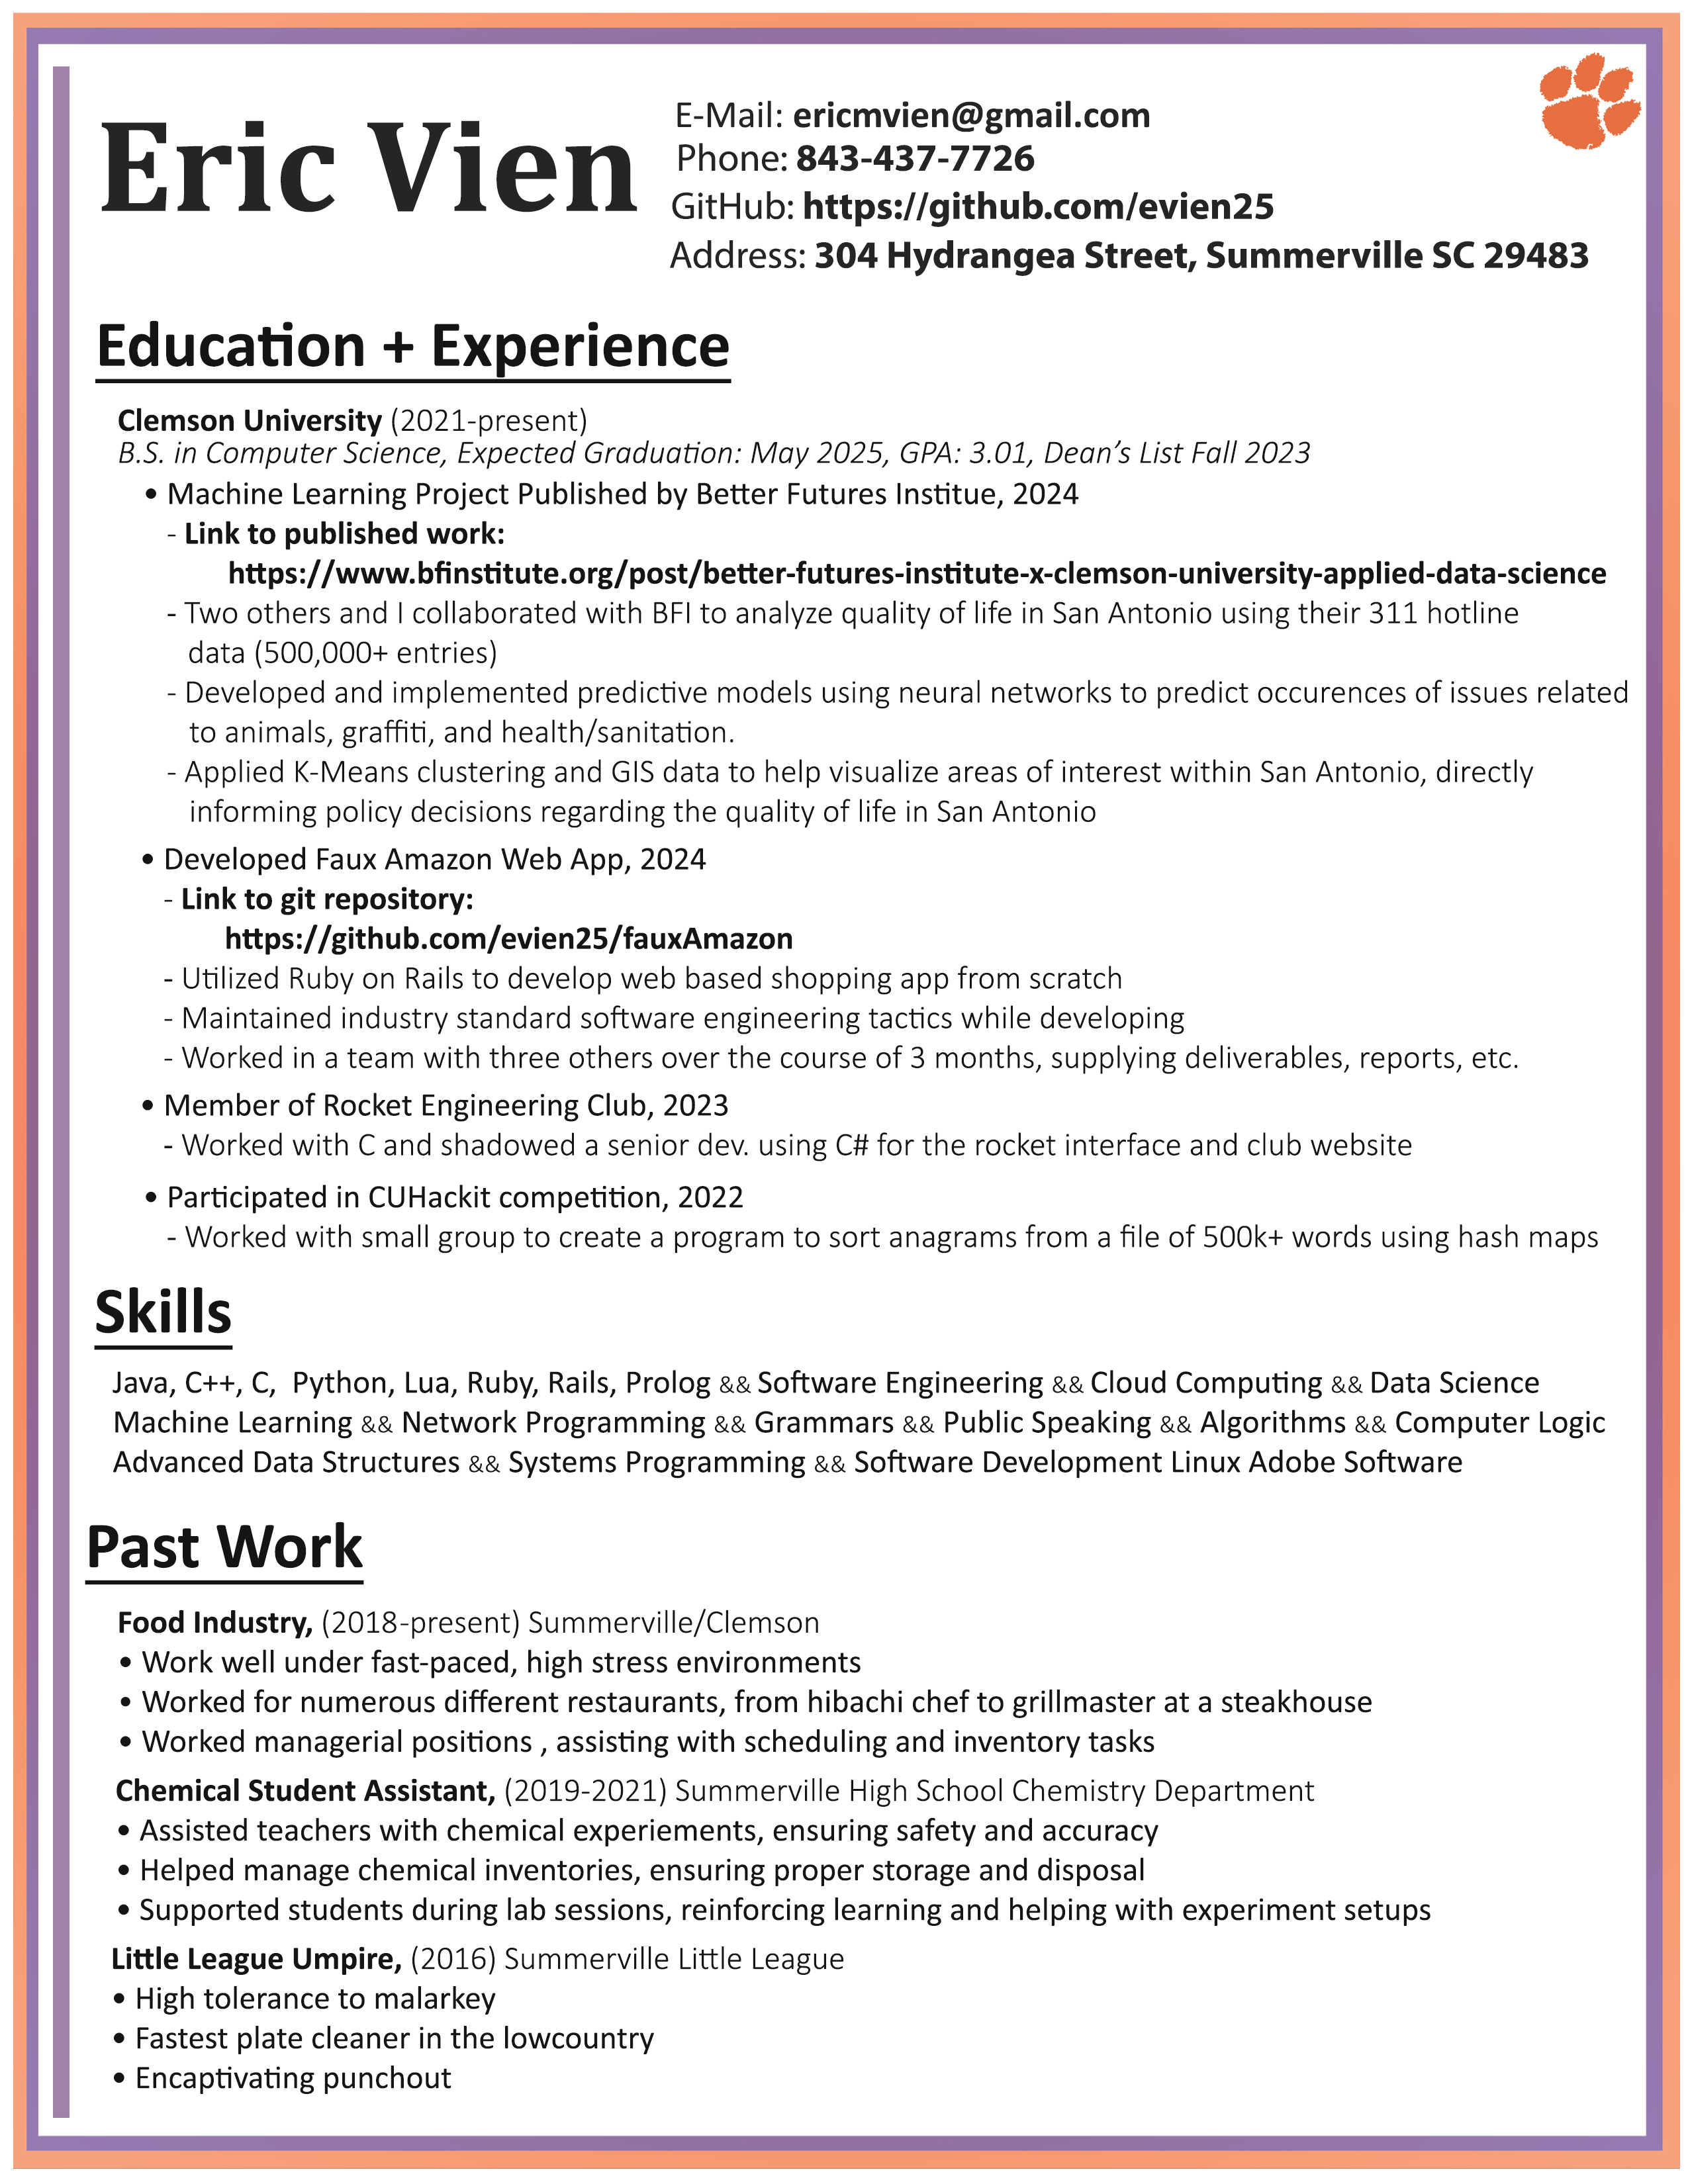 Eric Vien
E-Mail: ericmvien@gmail.com
Phone: 843-437-7726
GitHub: https://github.com/evien25
Address: 304 Hydrangea Street, Summerville SC 29483
Education + Experience
Clemson University (2021-present)
B.S. in Computer Science, Expected Graduation: May 2025, GPA: 3.01, Dean’s List Fall 2023
• Machine Learning Project Published by Better Futures Institue, 2024
- Link to published work:
https://www.bfinstitute.org/post/better-futures-institute-x-clemson-university-applied-data-science
- Two others and I collaborated with BFI to analyze quality of life in San Antonio using their 311 hotline
data (500,000+ entries)
- Developed and implemented predictive models using neural networks to predict occurences of issues related
to animals, graffiti, and health/sanitation.
- Applied K-Means clustering and GIS data to help visualize areas of interest within San Antonio, directly
informing policy decisions regarding the quality of life in San Antonio
• Developed Faux Amazon Web App, 2024
- Link to git repository:
https://github.com/evien25/fauxAmazon
- Utilized Ruby on Rails to develop web based shopping app from scratch
- Maintained industry standard software engineering tactics while developing
- Worked in a team with three others over the course of 3 months, supplying deliverables, reports, etc.
• Member of Rocket Engineering Club, 2023
- Worked with C and shadowed a senior dev. using C# for the rocket interface and club website
• Participated in CUHackit competition, 2022
- Worked with small group to create a program to sort anagrams from a file of 500k+ words using hash maps
Skills
Java, C++, C,  Python, Lua, Ruby, Rails, Prolog && Software Engineering && Cloud Computing && Data Science
Machine Learning && Network Programming && Grammars && Public Speaking && Algorithms && Computer Logic
Advanced Data Structures && Systems Programming && Software Development Linux Adobe Software
Past Work
Food Industry, (2018-present) Summerville/Clemson
• Work well under fast-paced, high stress environments
• Worked for numerous different restaurants, from hibachi chef to grillmaster at a steakhouse
• Worked managerial positions , assisting with scheduling and inventory tasks
Chemical Student Assistant, (2019-2021) Summerville High School Chemistry Department
• Assisted teachers with chemical experiements, ensuring safety and accuracy
• Helped manage chemical inventories, ensuring proper storage and disposal
• Supported students during lab sessions, reinforcing learning and helping with experiment setups
Little League Umpire, (2016) Summerville Little League
• High tolerance to malarkey
• Fastest plate cleaner in the lowcountry
• Encaptivating punchout